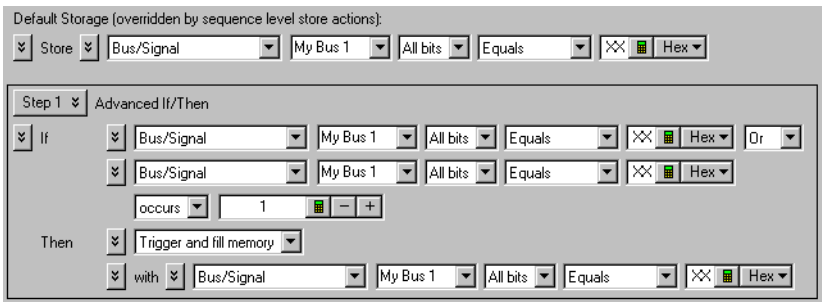 Default Storage (overridden by sequence level store actions):
Store Bus/Signal My Bus 1 All bits Equals XX Hex
Step 1 Advanced If/Then
If Bus/Signal My Bus 1 All bits Equals XX Hex Or
Bus/Signal My Bus 1 All bits Equals XX Hex
occurs 1 − +
Then Trigger and fill memory
with Bus/Signal My Bus 1 All bits Equals XX Hex